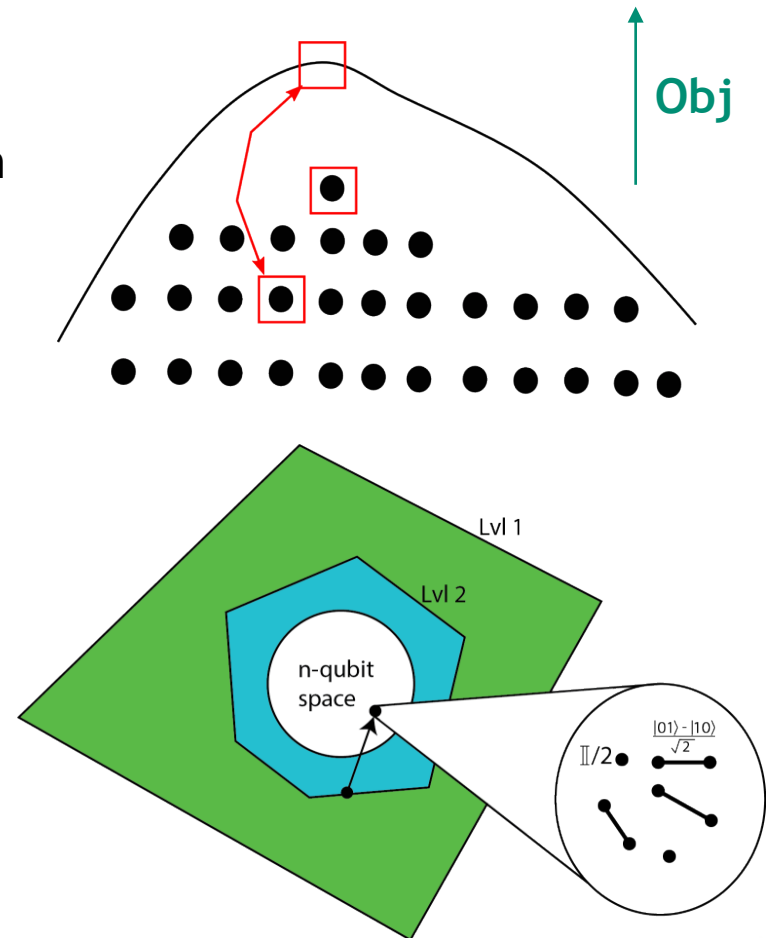 Obj
n
Lvl 1
Lvl 2
n-qubit
space
|01⟩ - |10⟩
√2
𝕀/2